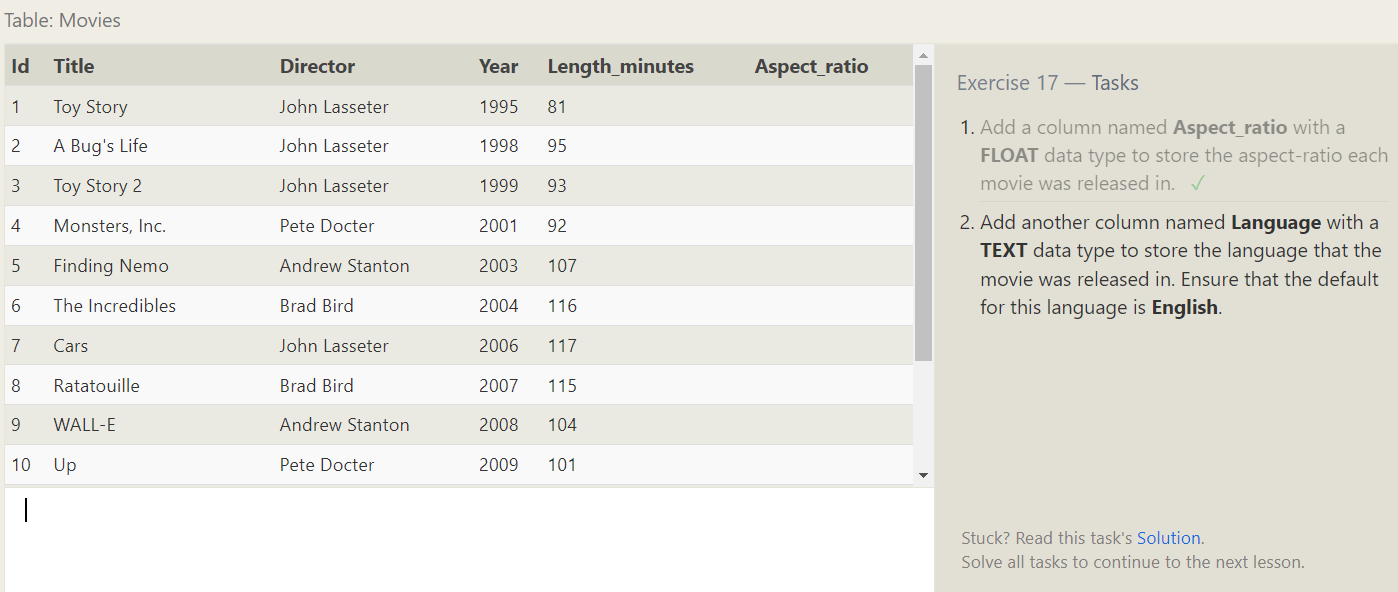 Table: Movies
Id Title Director Year Length_minutes Aspect_ratio
1 Toy Story John Lasseter 1995 81
2 A Bug's Life John Lasseter 1998 95
3 Toy Story 2 John Lasseter 1999 93
4 Monsters, Inc. Pete Docter 2001 92
5 Finding Nemo Andrew Stanton 2003 107
6 The Incredibles Brad Bird 2004 116
7 Cars John Lasseter 2006 117
8 Ratatouille Brad Bird 2007 115
9 WALL-E Andrew Stanton 2008 104
10 Up Pete Docter 2009 101
Exercise 17 — Tasks
1. Add a column named Aspect_ratio with a
FLOAT data type to store the aspect-ratio each
movie was released in. ✓
2. Add another column named Language with a
TEXT data type to store the language that the
movie was released in. Ensure that the default
for this language is English.
Stuck? Read this task's Solution.
Solve all tasks to continue to the next lesson.